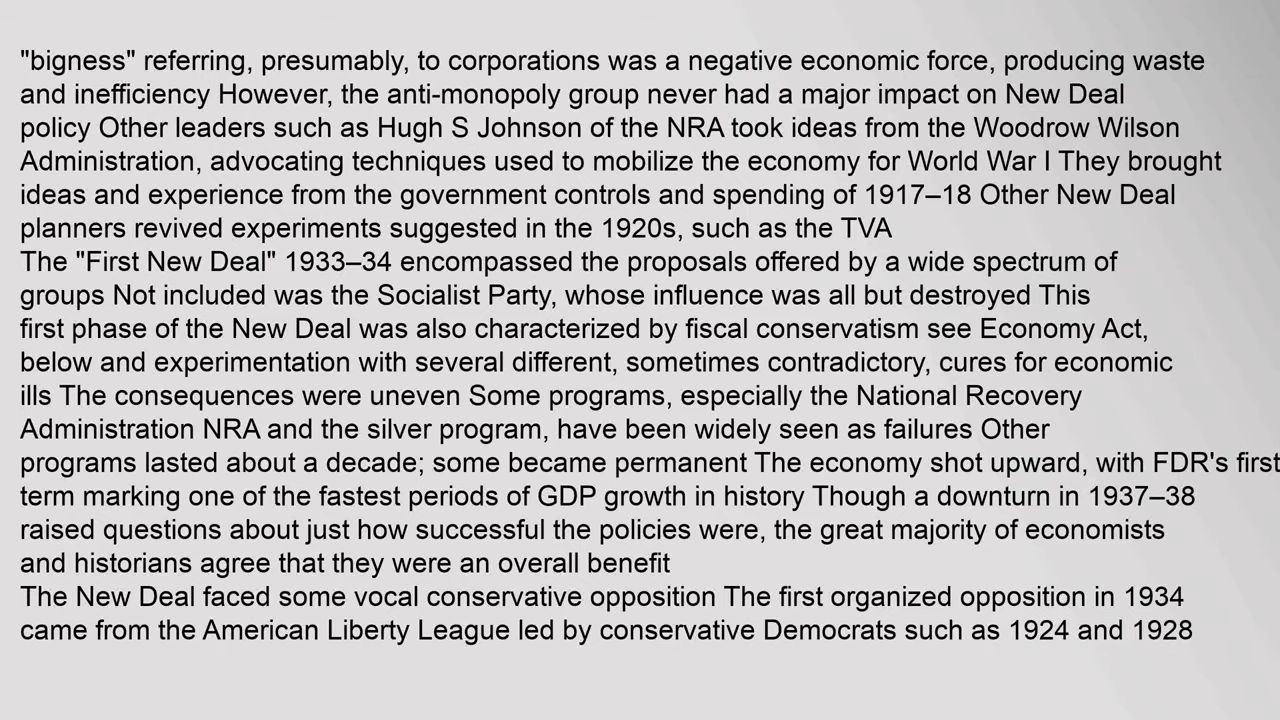 "bigness" referring, presumably, to corporations was a negative economic force, producing waste
and inefficiency However, the anti-monopoly group never had a major impact on New Deal
policy Other leaders such as Hugh S Johnson of the NRA took ideas from the Woodrow Wilson
Administration, advocating techniques used to mobilize the economy for World War I They brought
ideas and experience from the government controls and spending of 1917–18 Other New Deal
planners revived experiments suggested in the 1920s, such as the TVA
The "First New Deal" 1933–34 encompassed the proposals offered by a wide spectrum of
groups Not included was the Socialist Party, whose influence was all but destroyed This
first phase of the New Deal was also characterized by fiscal conservatism see Economy Act,
below and experimentation with several different, sometimes contradictory, cures for economic
ills The consequences were uneven Some programs, especially the National Recovery
Administration NRA and the silver program, have been widely seen as failures Other
programs lasted about a decade; some became permanent The economy shot upward, with FDR's first
term marking one of the fastest periods of GDP growth in history Though a downturn in 1937–38
raised questions about just how successful the policies were, the great majority of economists
and historians agree that they were an overall benefit
The New Deal faced some vocal conservative opposition The first organized opposition in 1934
came from the American Liberty League led by conservative Democrats such as 1924 and 1928